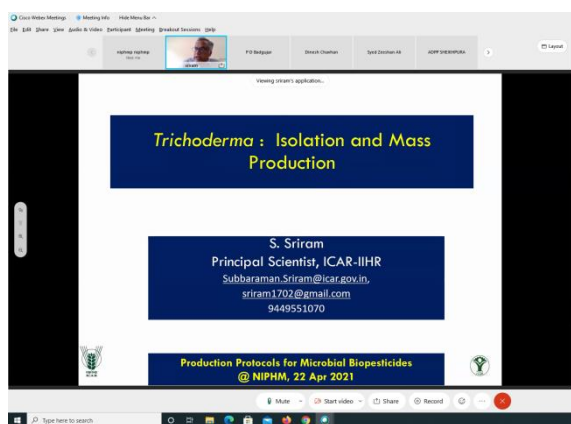 Cisco Webex Meetings Meeting Info Hide Menu Bar
File Edit Share View Audio & Video Participant Meeting Breakout Sessions Help
P D Badgujar Dinesh Chauhan Syed Zeeshan Ali
Layout
Viewing sriram's application...
Trichoderma : Isolation and Mass
Production
S. Sriram
Principal Scientist, ICAR-IIHR
Subbaraman.Sriram@icar.gov.in,
sriram1702@gmail.com
9449551070
Production Protocols for Microbial Biopesticides
@ NIPHM, 22 Apr 2021
Mute Start video Share Record
Type here to search